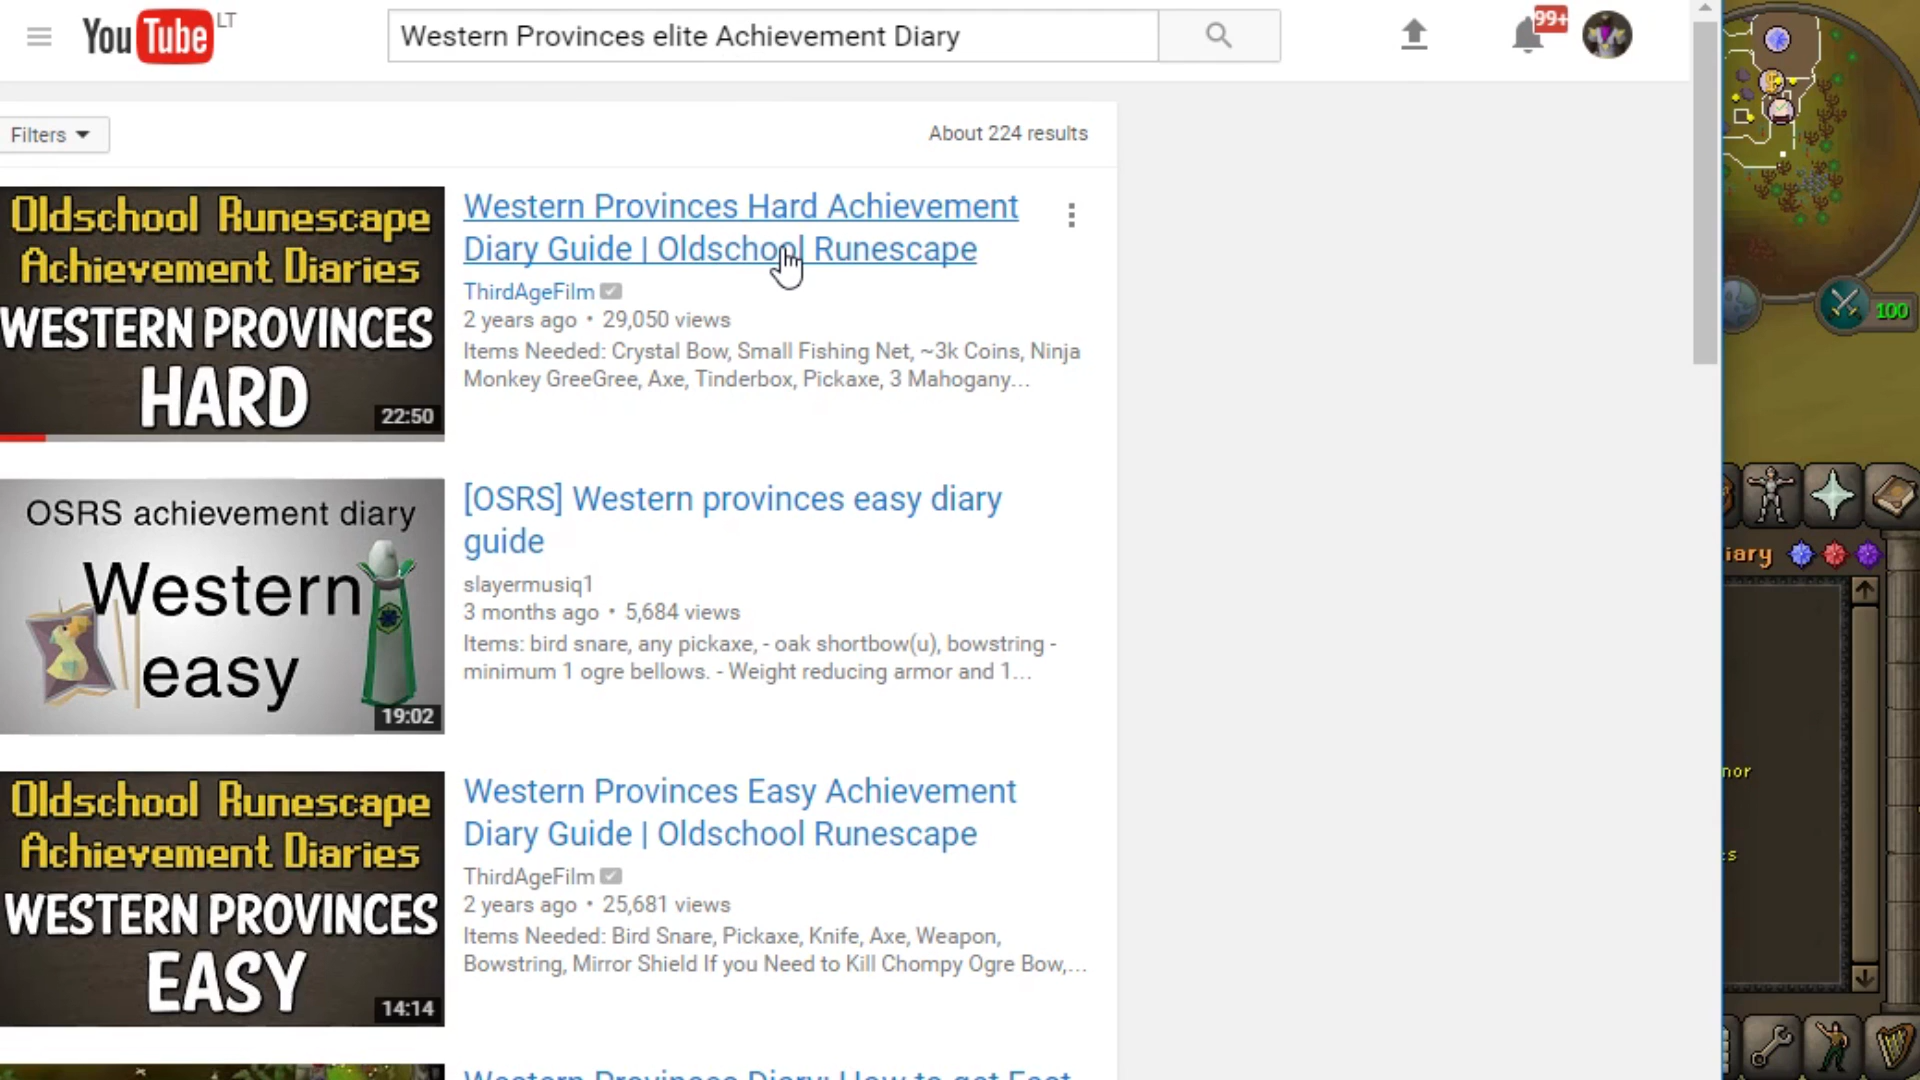 YouTube LT
Western Provinces elite Achievement Diary
99+
Filters
About 224 results
Oldschool Runescape
Achievement Diaries
WESTERN PROVINCES
HARD
22:50
Western Provinces Hard Achievement
Diary Guide | Oldschool Runescape
ThirdAgeFilm
2 years ago • 29,050 views
Items Needed: Crystal Bow, Small Fishing Net, ~3k Coins, Ninja
Monkey GreeGree, Axe, Tinderbox, Pickaxe, 3 Mahogany...
OSRS achievement diary
Western
easy
19:02
[OSRS] Western provinces easy diary
guide
slayermusiq1
3 months ago • 5,684 views
Items: bird snare, any pickaxe, - oak shortbow(u), bowstring -
minimum 1 ogre bellows. - Weight reducing armor and 1...
Oldschool Runescape
Achievement Diaries
WESTERN PROVINCES
EASY
14:14
Western Provinces Easy Achievement
Diary Guide | Oldschool Runescape
ThirdAgeFilm
2 years ago • 25,681 views
Items Needed: Bird Snare, Pickaxe, Knife, Axe, Weapon,
Bowstring, Mirror Shield If you Need to Kill Chompy Ogre Bow,...
Western Provinces Diary: How to get Fast
100
iary
nor